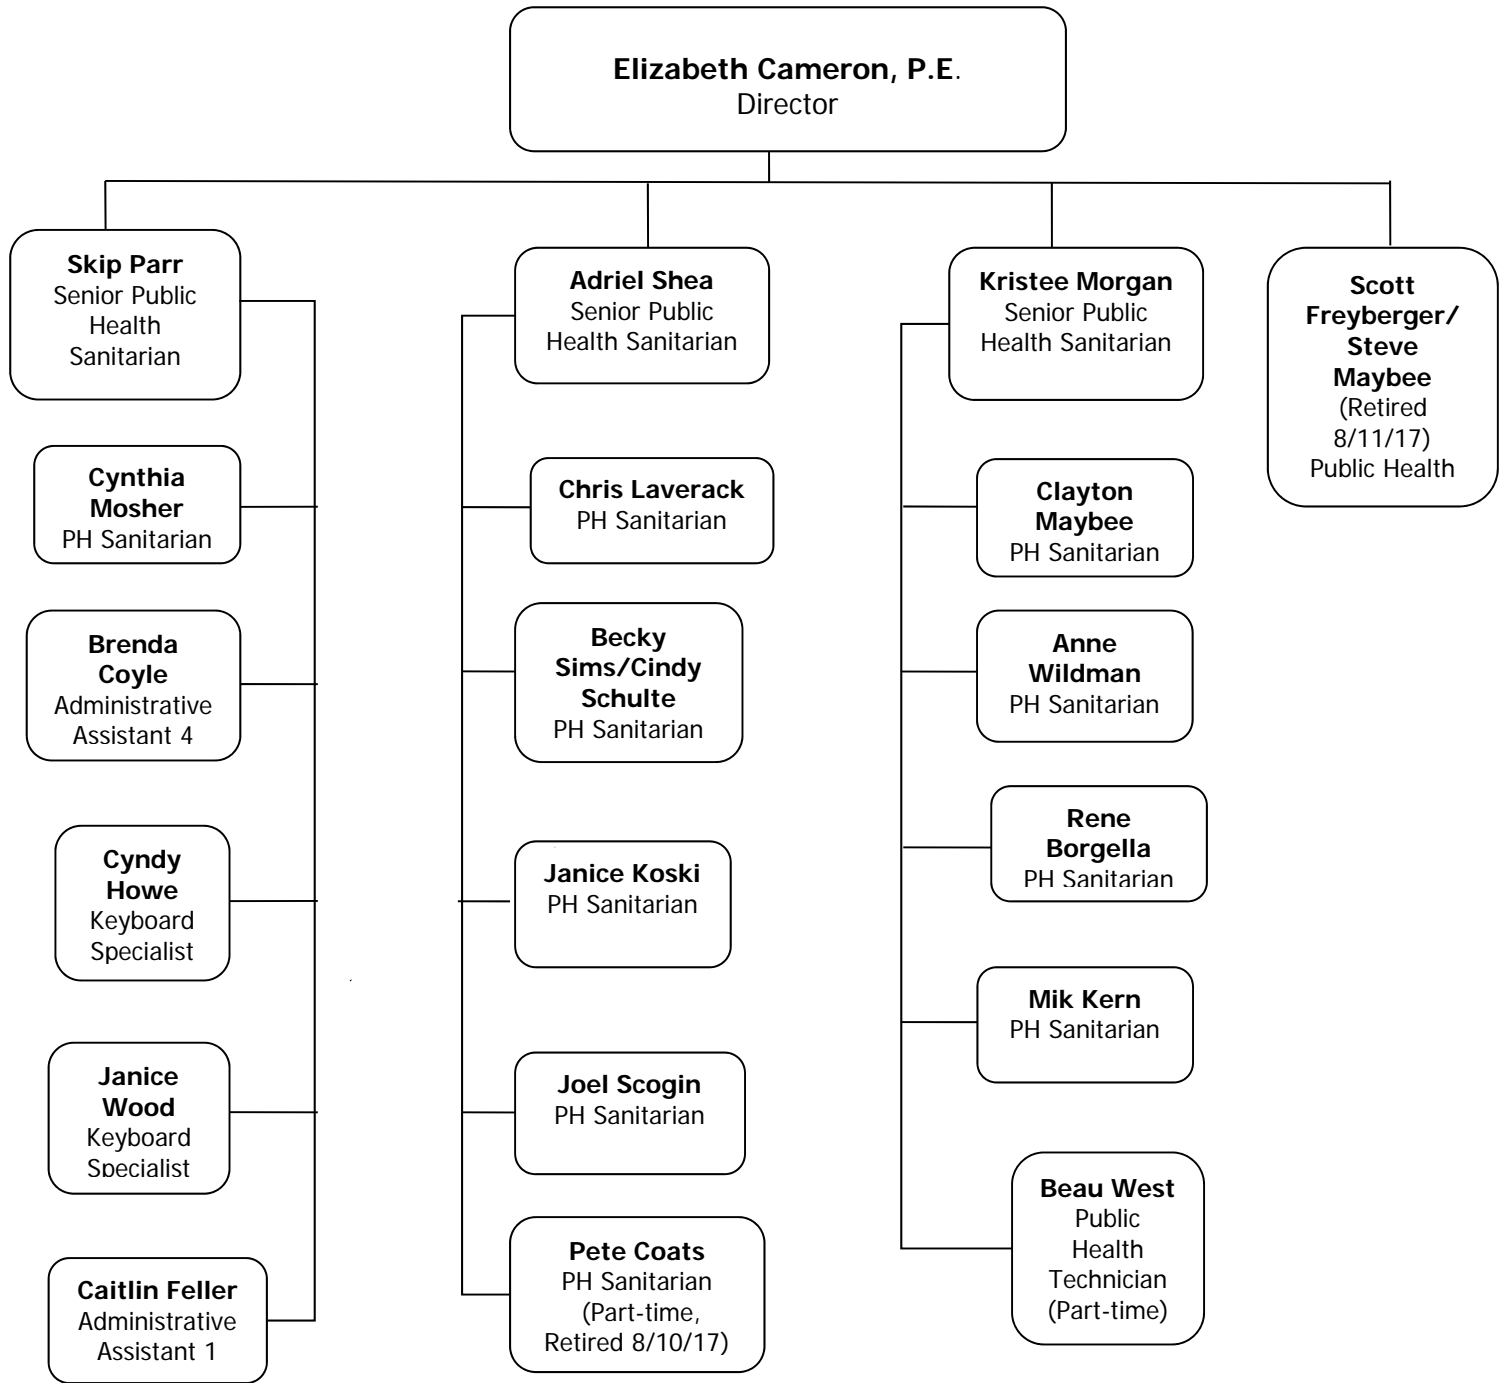 Elizabeth Cameron, P.E.
Director
Skip Parr
Senior Public
Health
Sanitarian
Cynthia
Mosher
PH Sanitarian
Brenda
Coyle
Administrative
Assistant 4
Cyndy
Howe
Keyboard
Specialist
Janice
Wood
Keyboard
Specialist
Caitlin Feller
Administrative
Assistant 1
Adriel Shea
Senior Public
Health Sanitarian
Chris Laverack
PH Sanitarian
Becky
Sims/Cindy
Schulte
PH Sanitarian
Janice Koski
PH Sanitarian
Joel Scogin
PH Sanitarian
Pete Coats
PH Sanitarian
(Part-time,
Retired 8/10/17)
Kristee Morgan
Senior Public
Health Sanitarian
Clayton
Maybee
PH Sanitarian
Anne
Wildman
PH Sanitarian
Rene
Borgella
PH Sanitarian
Mik Kern
PH Sanitarian
Beau West
Public
Health
Technician
(Part-time)
Scott
Freyberger/
Steve
Maybee
(Retired
8/11/17)
Public Health